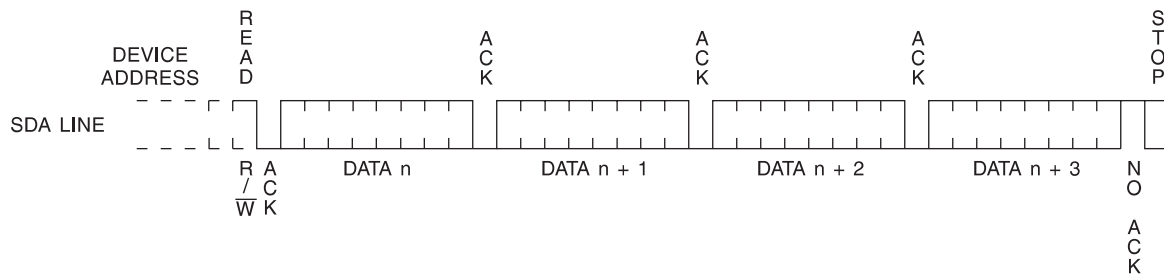 READ
ACK
ACK
ACK
STOP
DEVICE
ADDRESS
SDA LINE
R/W
ACK
DATA n
DATA n + 1
DATA n + 2
DATA n + 3
NO ACK